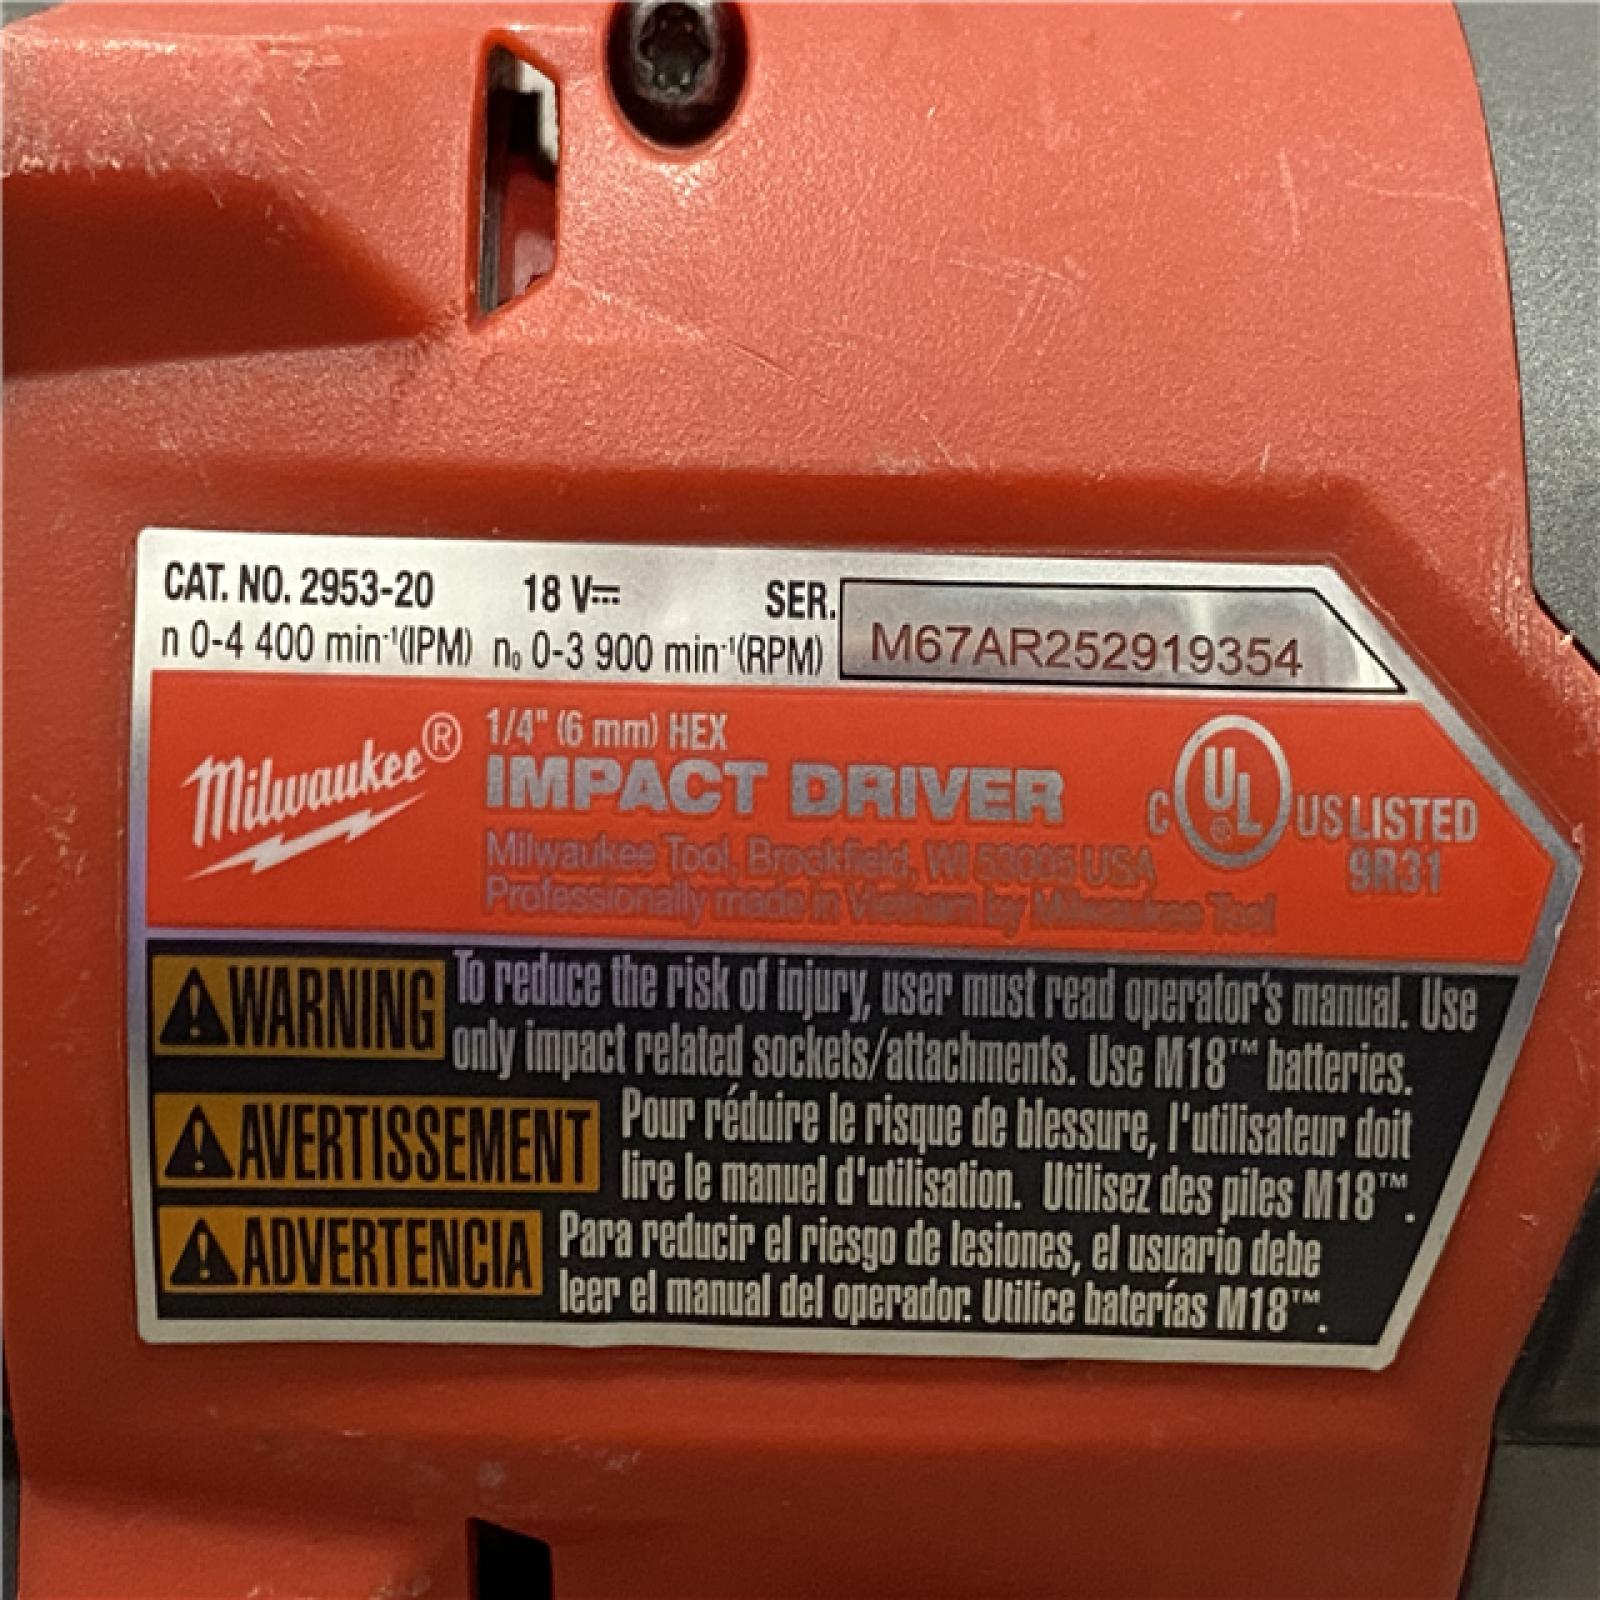 CAT. NO. 2953-20 18 V⎓ SER. M67AR252919354
n 0-4 400 min⁻¹(IPM) n₀ 0-3 900 min⁻¹(RPM)
Milwaukee®
1/4" (6 mm) HEX
IMPACT DRIVER
Milwaukee Tool, Brookfield, WI 53005 USA
Professionally made in Vietnam by Milwaukee Tool
C UL® US LISTED
9R31
⚠WARNING To reduce the risk of injury, user must read operator's manual. Use
only impact related sockets/attachments. Use M18™ batteries.
⚠AVERTISSEMENT Pour réduire le risque de blessure, l'utilisateur doit
lire le manuel d'utilisation. Utilisez des piles M18™.
⚠ADVERTENCIA Para reducir el riesgo de lesiones, el usuario debe
leer el manual del operador. Utilice baterías M18™.